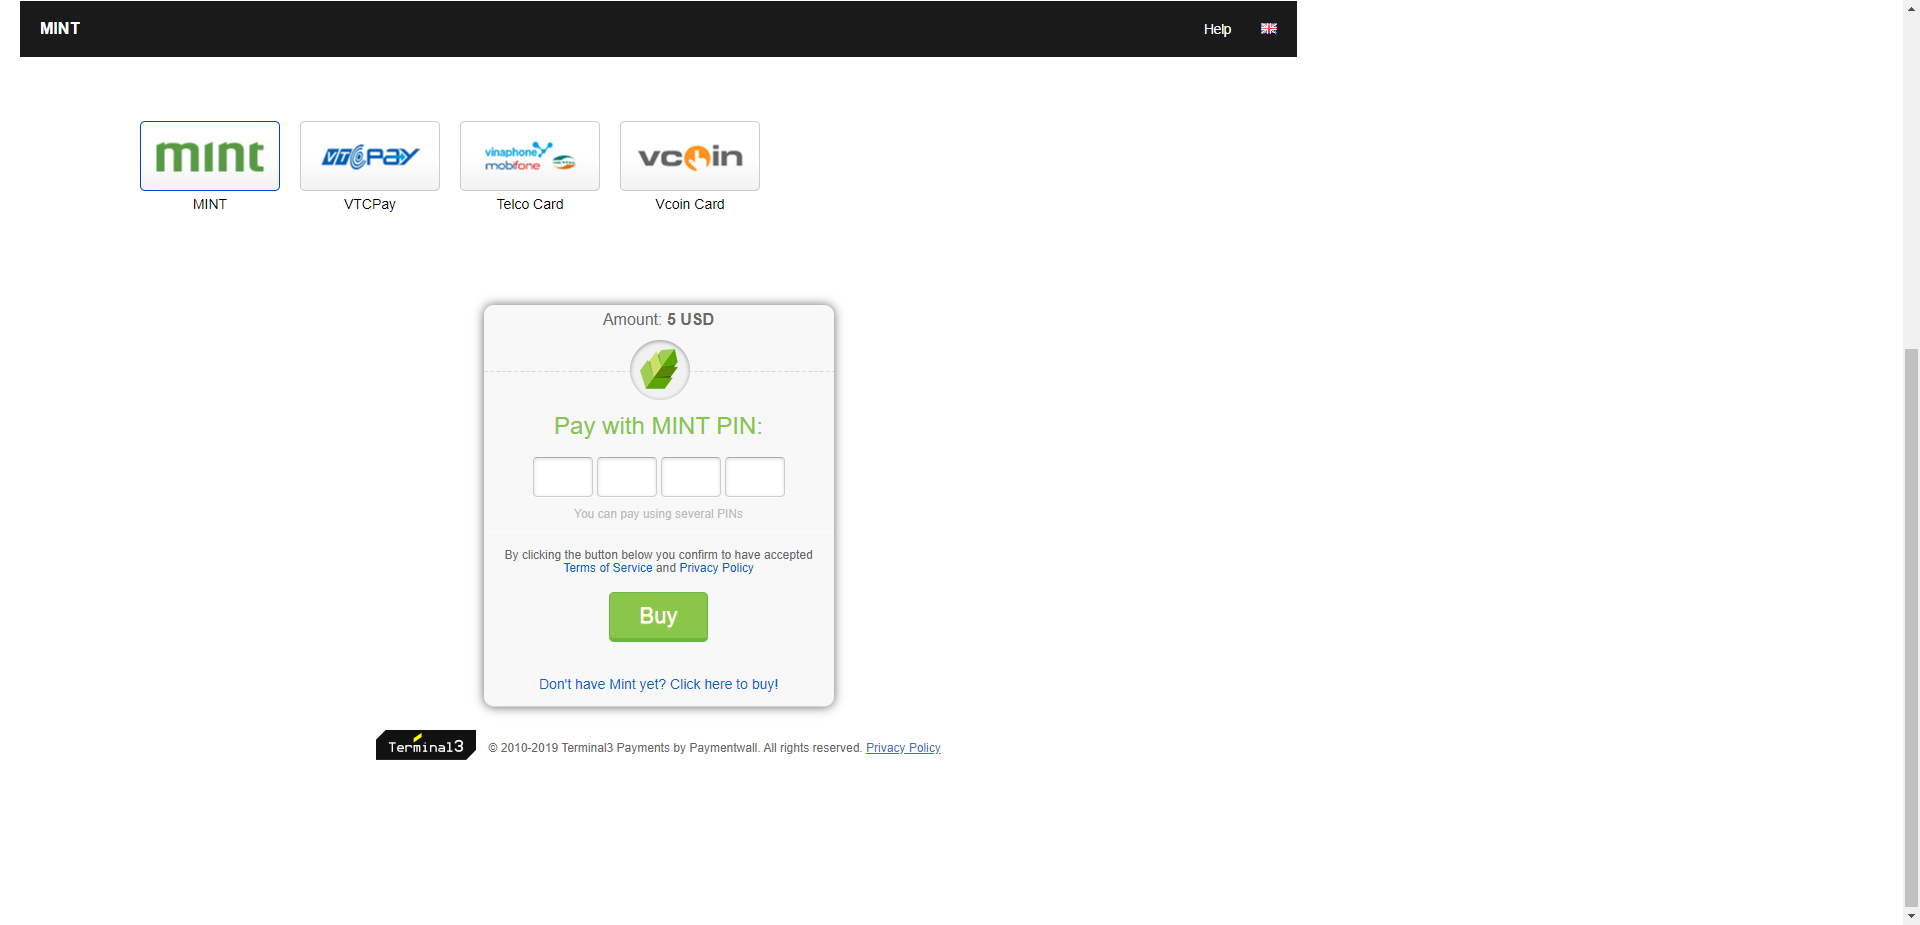 MINT
Help
mint
VTC Pay
vinaphone
mobifone
viettel
vcoin
MINT
VTCPay
Telco Card
Vcoin Card
Amount: 5 USD
Pay with MINT PIN:
You can pay using several PINs
By clicking the button below you confirm to have accepted
Terms of Service and Privacy Policy
Buy
Don't have Mint yet? Click here to buy!
Terminal3
© 2010-2019 Terminal3 Payments by Paymentwall. All rights reserved. Privacy Policy